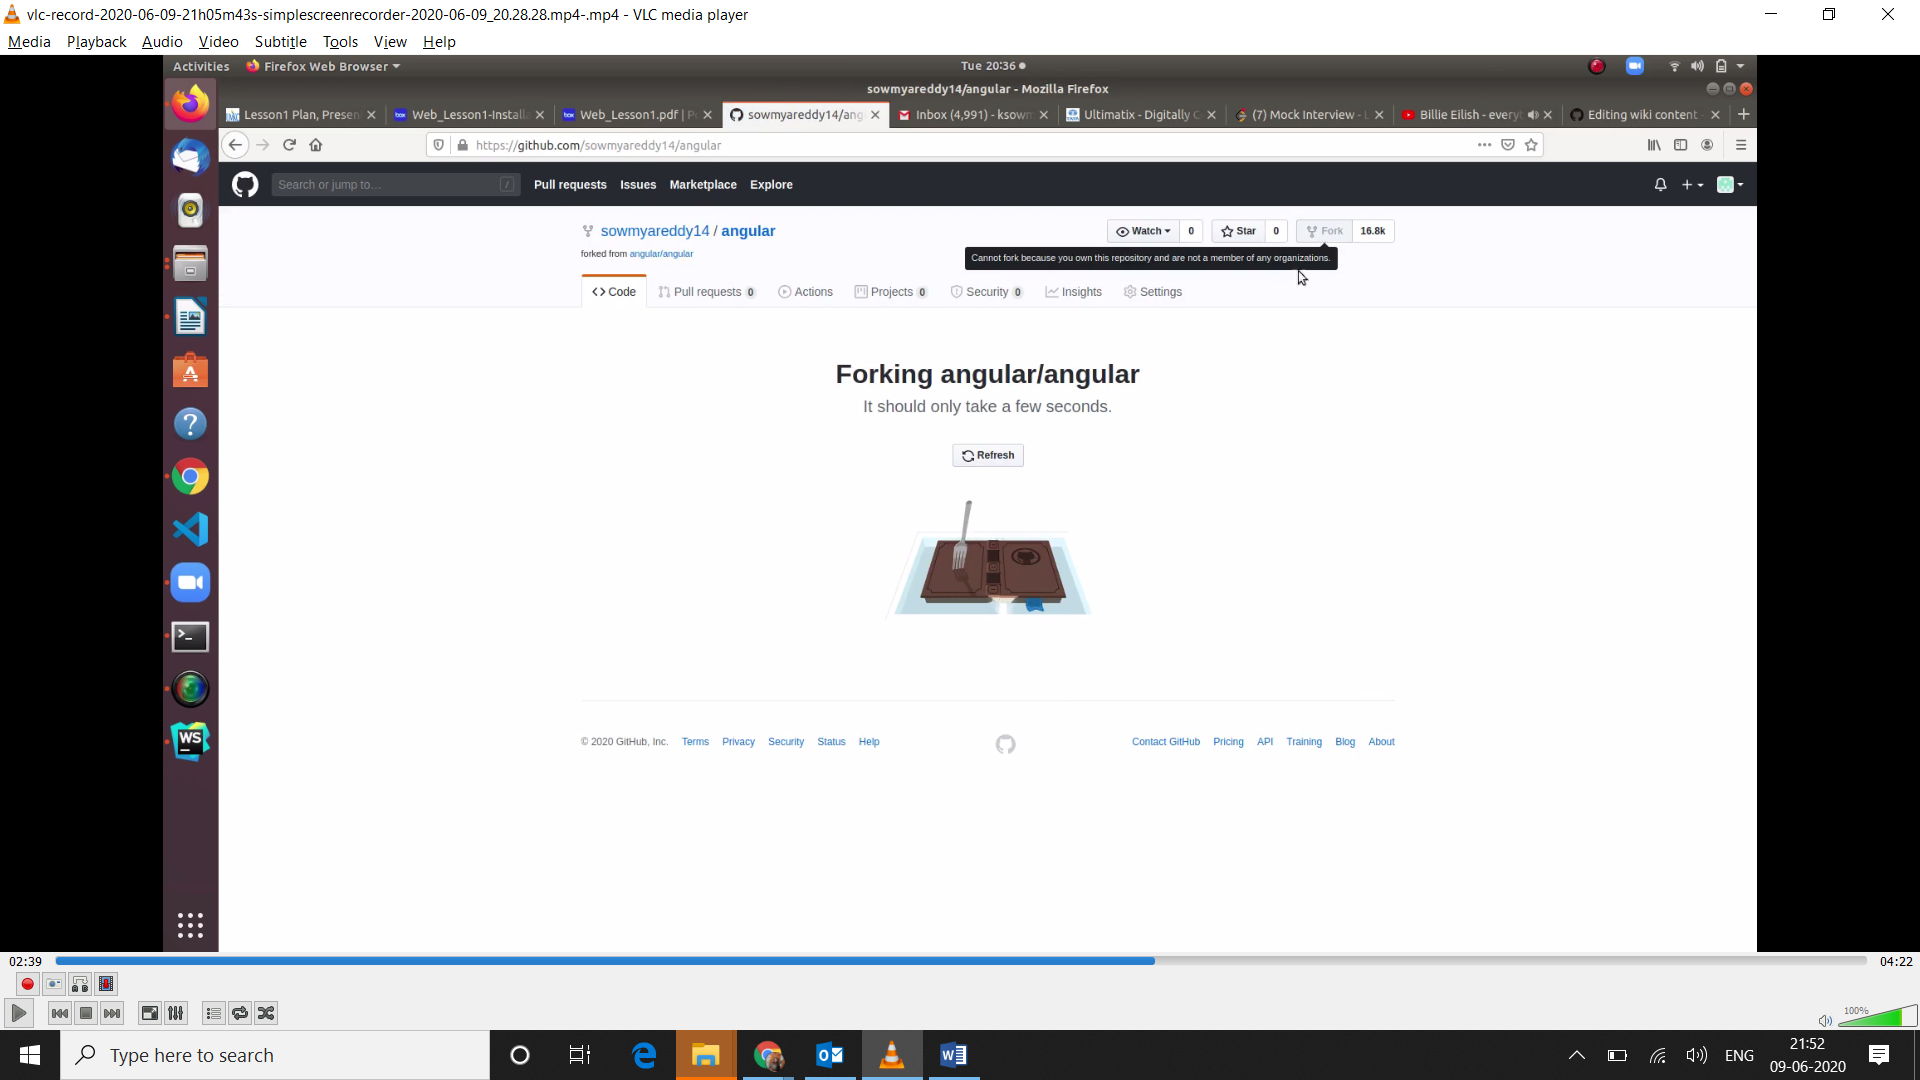 vlc-record-2020-06-09-21h05m43s-simplescreenrecorder-2020-06-09_20.28.28.mp4-.mp4 - VLC media player
Media Playback Audio Video Subtitle Tools View Help
Activities Firefox Web Browser Tue 20:36
sowmyareddy14/angular - Mozilla Firefox
Lesson1 Plan, Presen Web_Lesson1-Install Web_Lesson1.pdf | P sowmyareddy14/ang Inbox (4,991) - ksown Ultimatix - Digitally C (7) Mock Interview - L Billie Eilish - every Editing wiki content
https://github.com/sowmyareddy14/angular
Search or jump to... / Pull requests Issues Marketplace Explore
sowmyareddy14 / angular Watch 0 Star 0 Fork 16.8k
forked from angular/angular
Cannot fork because you own this repository and are not a member of any organizations.
Code Pull requests 0 Actions Projects 0 Security 0 Insights Settings
Forking angular/angular
It should only take a few seconds.
Refresh
WS
© 2020 GitHub, Inc. Terms Privacy Security Status Help Contact GitHub Pricing API Training Blog About
02:39 04:22
100%
Type here to search ENG 21:52
09-06-2020